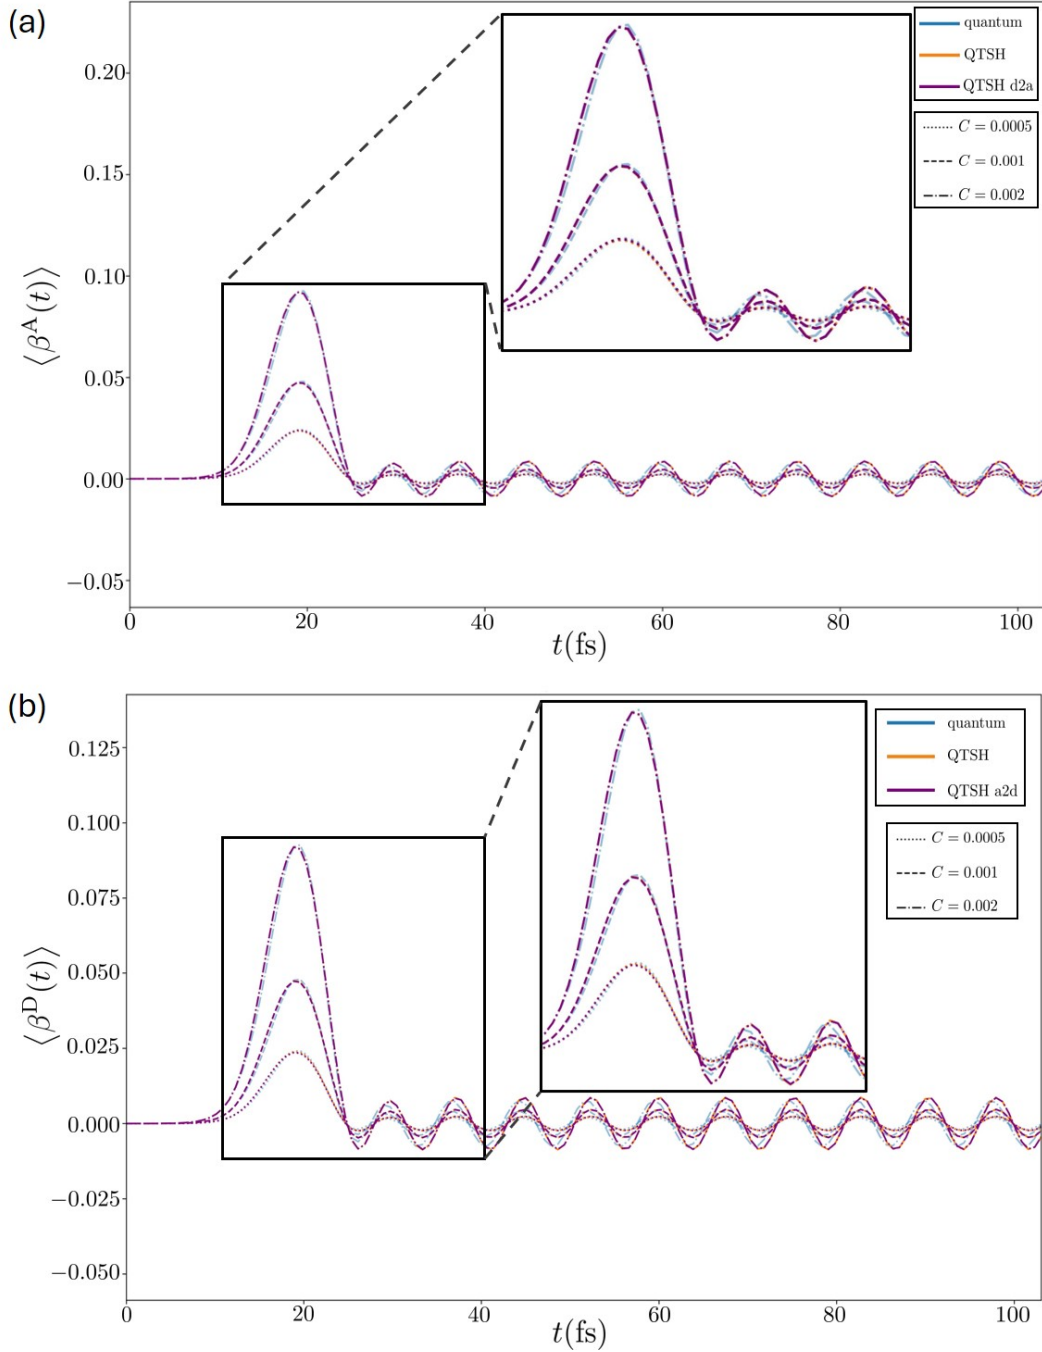 (a)
quantum
QTSH
QTSH d2a
C = 0.0005
C = 0.001
C = 0.002
0.20
0.15
0.10
0.05
0.00
−0.05
⟨β^A(t)⟩
0 20 40 60 80 100
t(fs)
(b)
quantum
QTSH
QTSH a2d
C = 0.0005
C = 0.001
C = 0.002
0.125
0.100
0.075
0.050
0.025
0.000
−0.025
−0.050
⟨β^D(t)⟩
0 20 40 60 80 100
t(fs)